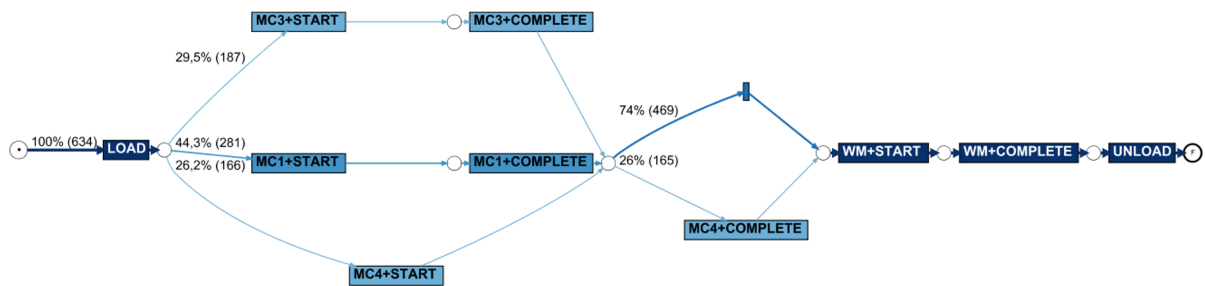 MC3+START
MC3+COMPLETE
29,5% (187)
74% (469)
100% (634)
LOAD
44,3% (281)
MC1+START
MC1+COMPLETE
26% (165)
WM+START
WM+COMPLETE
UNLOAD
F
26,2% (166)
MC4+COMPLETE
MC4+START